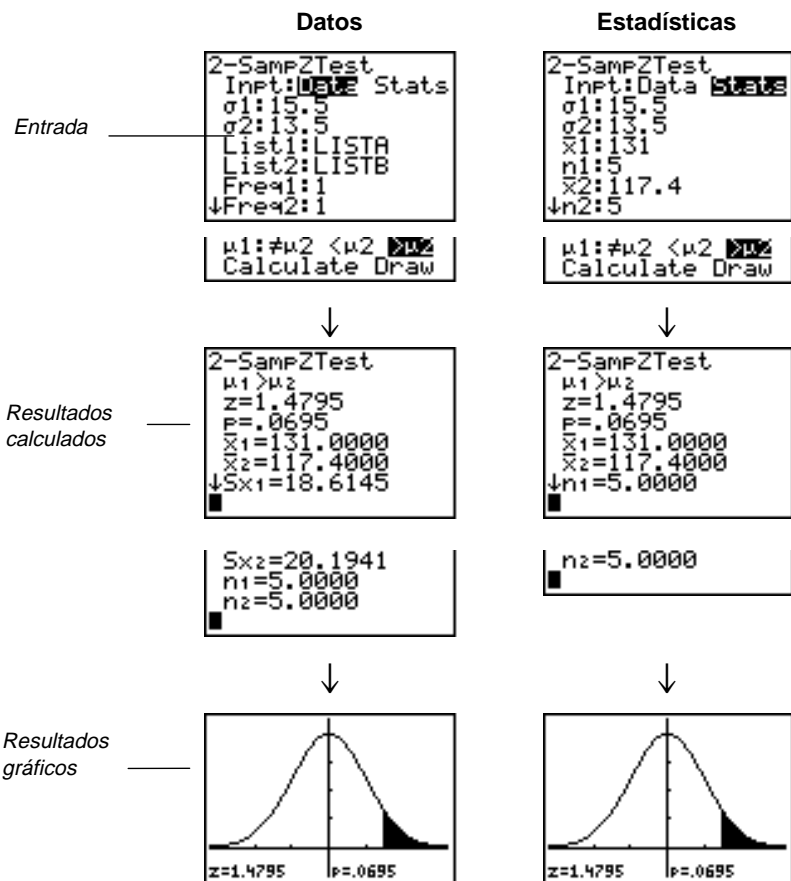 Datos
Estadísticas
Entrada
2-SampZTest
Inpt:Data Stats
σ1:15.5
σ2:13.5
List1:LISTA
List2:LISTB
Freq1:1
↓Freq2:1
μ1:≠μ2 <μ2 >μ2
Calculate Draw
2-SampZTest
Inpt:Data Stats
σ1:15.5
σ2:13.5
x̄1:131
n1:5
x̄2:117.4
↓n2:5
μ1:≠μ2 <μ2 >μ2
Calculate Draw
Resultados
calculados
2-SampZTest
μ1>μ2
z=1.4795
p=.0695
x̄1=131.0000
x̄2=117.4000
↓Sx1=18.6145
Sx2=20.1941
n1=5.0000
n2=5.0000
2-SampZTest
μ1>μ2
z=1.4795
p=.0695
x̄1=131.0000
x̄2=117.4000
↓n1=5.0000
n2=5.0000
Resultados
gráficos
z=1.4795 p=.0695
z=1.4795 p=.0695